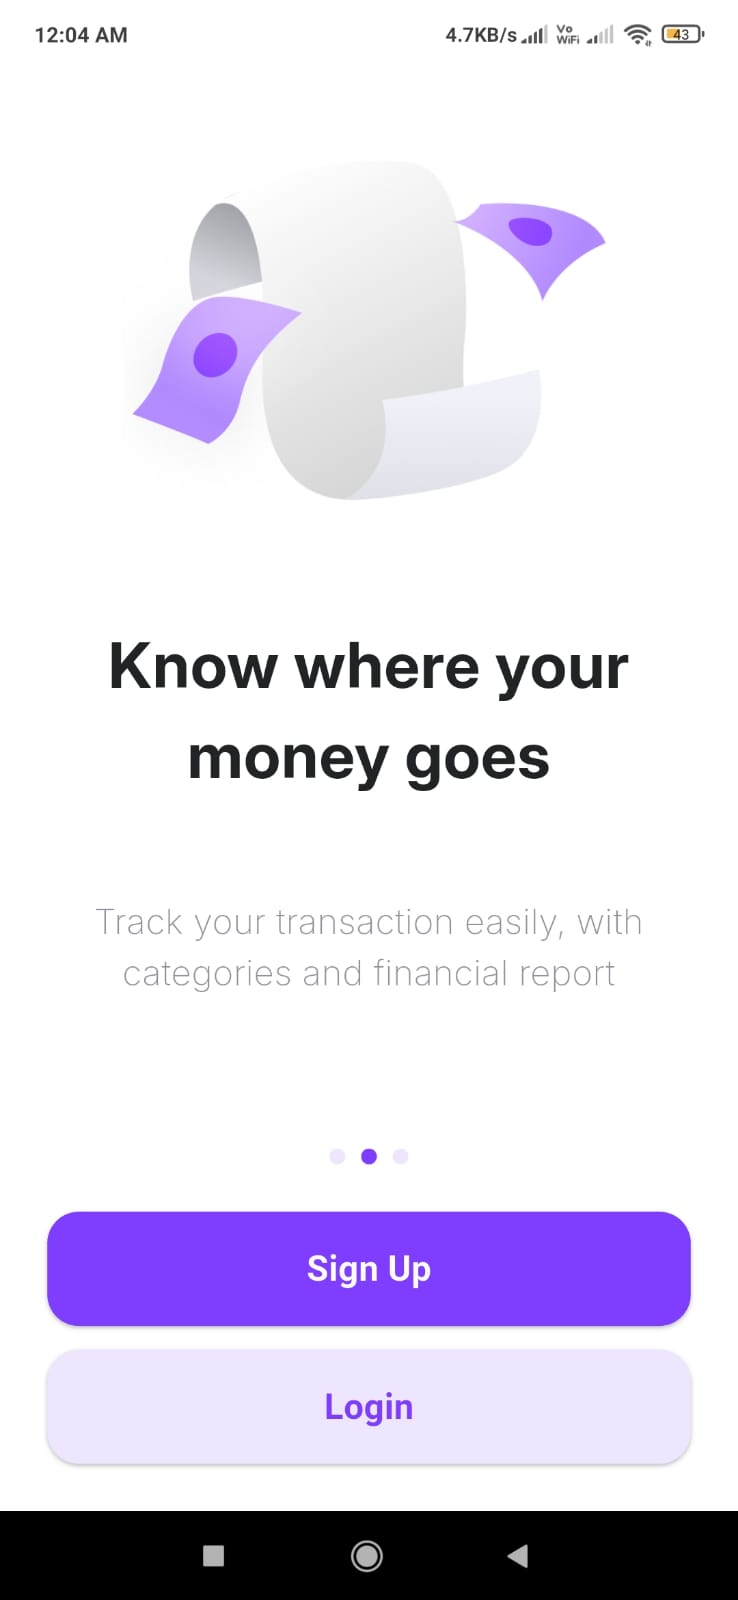 12:04 AM 4.7KB/s Vo WiFi 43
Know where your
money goes
Track your transaction easily, with
categories and financial report
Sign Up
Login